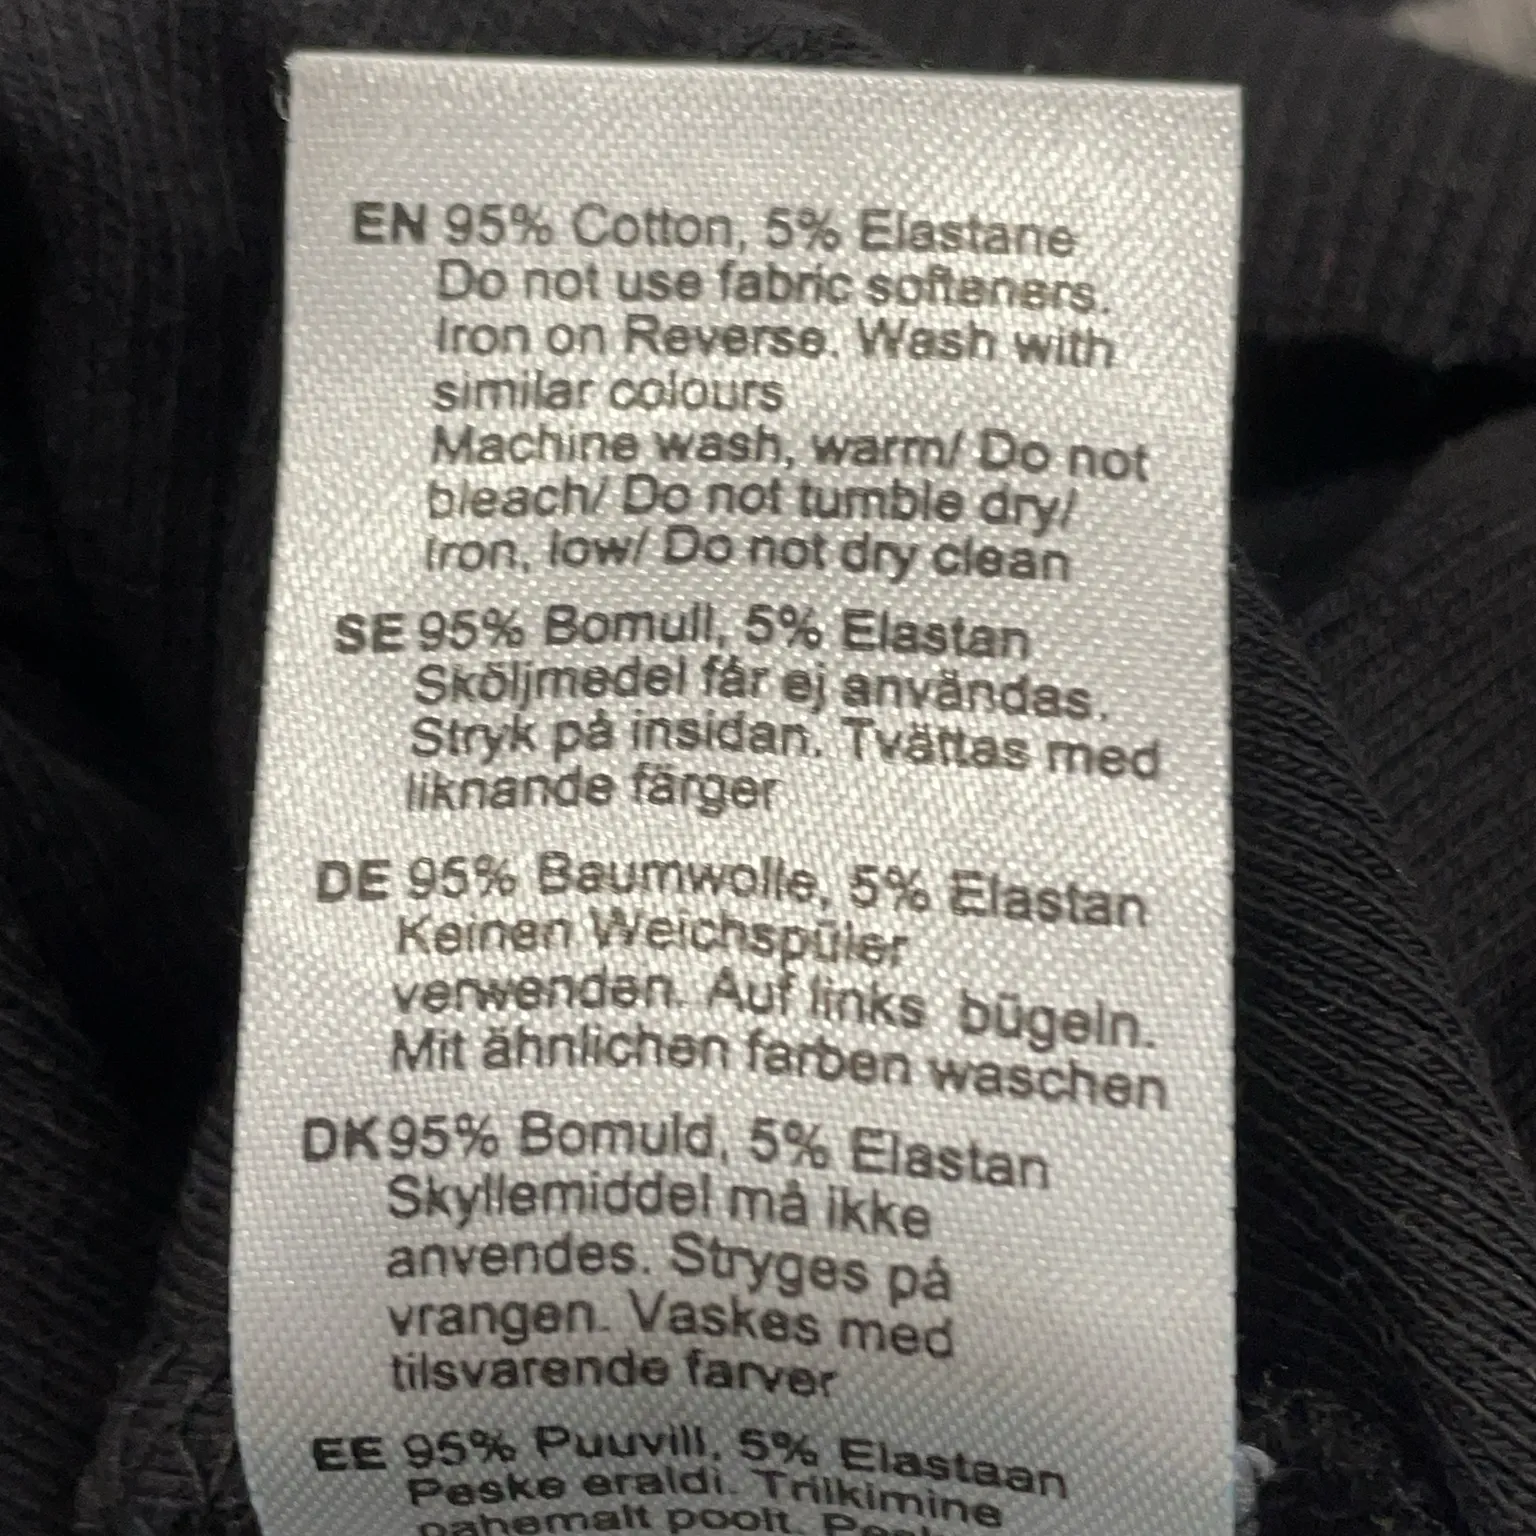 EN 95% Cotton, 5% Elastane
Do not use fabric softeners.
Iron on Reverse. Wash with
similar colours
Machine wash, warm/ Do not
bleach/ Do not tumble dry/
Iron, low/ Do not dry clean
SE 95% Bomull, 5% Elastan
Sköljmedel får ej användas.
Stryk på insidan. Tvättas med
liknande färger
DE 95% Baumwolle, 5% Elastan
Keinen Weichspüler
verwenden. Auf links bügeln.
Mit ähnlichen farben waschen
DK 95% Bomuld, 5% Elastan
Skyllemiddel må ikke
anvendes. Stryges på
vrangen. Vaskes med
tilsvarende farver
EE 95% Puuvill, 5% Elastaan
Peske eraldi. Triikimine
pahemalt poolt.